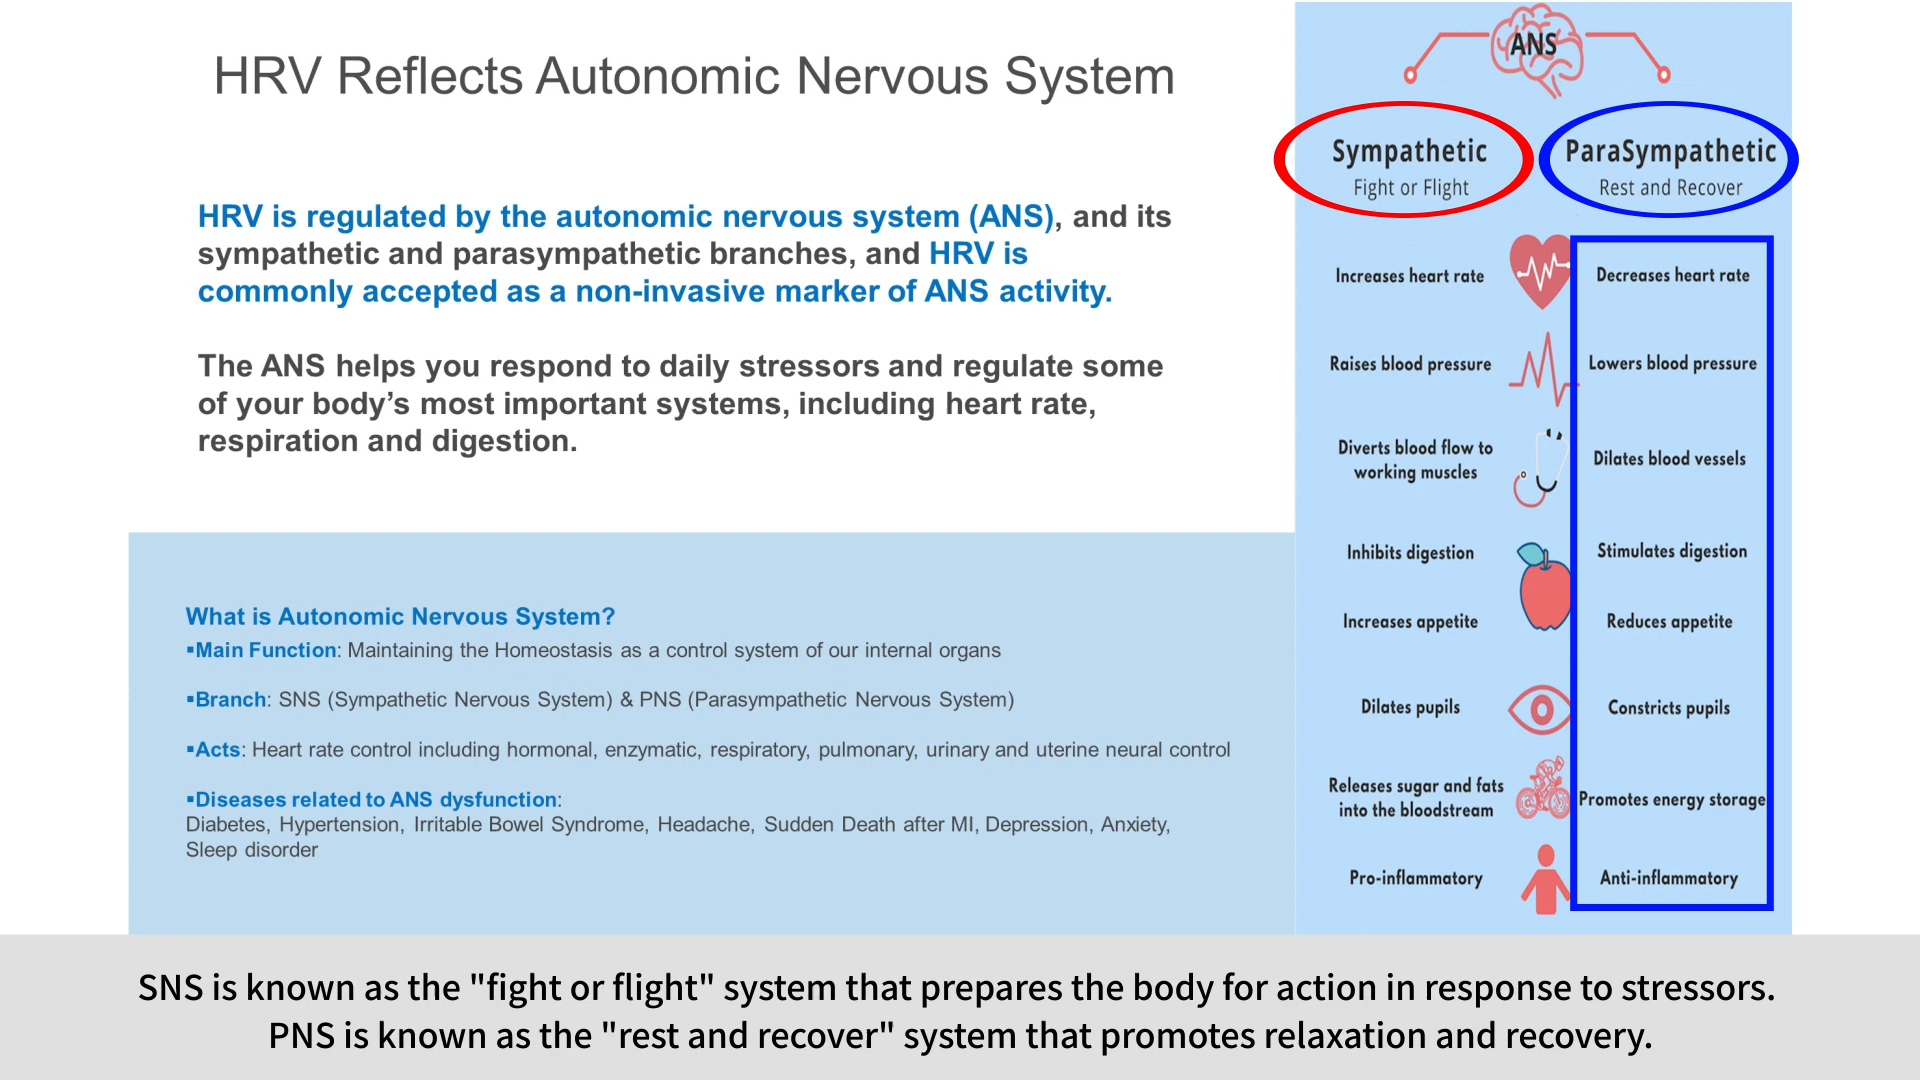 HRV Reflects Autonomic Nervous System
HRV is regulated by the autonomic nervous system (ANS), and its
sympathetic and parasympathetic branches, and HRV is
commonly accepted as a non-invasive marker of ANS activity.
The ANS helps you respond to daily stressors and regulate some
of your body’s most important systems, including heart rate,
respiration and digestion.
What is Autonomic Nervous System?
▪Main Function: Maintaining the Homeostasis as a control system of our internal organs
▪Branch: SNS (Sympathetic Nervous System) & PNS (Parasympathetic Nervous System)
▪Acts: Heart rate control including hormonal, enzymatic, respiratory, pulmonary, urinary and uterine neural control
▪Diseases related to ANS dysfunction:
Diabetes, Hypertension, Irritable Bowel Syndrome, Headache, Sudden Death after MI, Depression, Anxiety,
Sleep disorder
ANS
Sympathetic
Fight or Flight
ParaSympathetic
Rest and Recover
Increases heart rate
Decreases heart rate
Raises blood pressure
Lowers blood pressure
Diverts blood flow to
working muscles
Dilates blood vessels
Inhibits digestion
Stimulates digestion
Increases appetite
Reduces appetite
Dilates pupils
Constricts pupils
Releases sugar and fats
into the bloodstream
Promotes energy storage
Pro-inflammatory
Anti-inflammatory
SNS is known as the "fight or flight" system that prepares the body for action in response to stressors.
PNS is known as the "rest and recover" system that promotes relaxation and recovery.